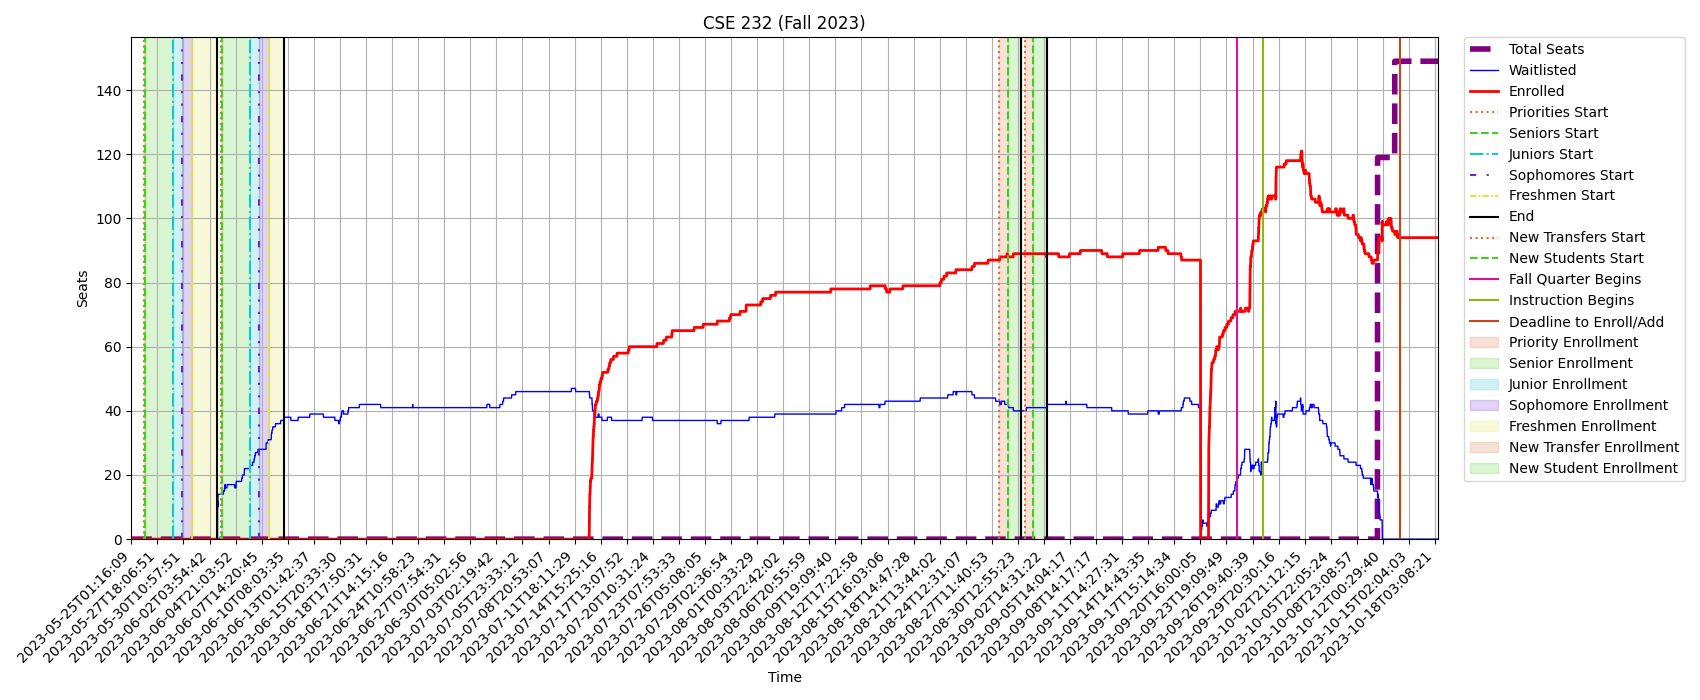 CSE 232 (Fall 2023)
Seats
140
120
100
80
60
40
20
0
2023-05-25T01:16:09
2023-05-27T18:06:51
2023-05-30T10:57:51
2023-06-02T03:54:42
2023-06-04T21:03:52
2023-06-07T14:20:45
2023-06-10T08:03:35
2023-06-13T01:42:37
2023-06-15T20:33:30
2023-06-18T17:50:31
2023-06-21T14:15:16
2023-06-24T10:58:23
2023-06-27T07:54:31
2023-06-30T05:02:56
2023-07-03T02:19:42
2023-07-05T23:33:12
2023-07-08T20:53:07
2023-07-11T18:11:29
2023-07-14T15:25:16
2023-07-17T13:07:52
2023-07-20T10:31:24
2023-07-23T07:53:33
2023-07-26T05:08:05
2023-07-29T02:36:54
2023-08-01T00:33:29
2023-08-03T22:42:02
2023-08-06T20:55:59
2023-08-09T19:09:40
2023-08-12T17:22:58
2023-08-15T16:03:06
2023-08-18T14:47:28
2023-08-21T13:44:02
2023-08-24T12:31:07
2023-08-27T11:40:53
2023-08-30T12:55:23
2023-09-02T14:31:22
2023-09-05T14:04:17
2023-09-08T14:17:17
2023-09-11T14:27:31
2023-09-14T14:43:35
2023-09-17T15:14:34
2023-09-20T16:00:05
2023-09-23T19:09:49
2023-09-26T19:40:39
2023-09-29T20:30:16
2023-10-02T21:12:15
2023-10-05T22:05:24
2023-10-08T23:08:57
2023-10-12T00:29:40
2023-10-15T02:04:03
2023-10-18T03:08:21
Time
Total Seats
Waitlisted
Enrolled
Priorities Start
Seniors Start
Juniors Start
Sophomores Start
Freshmen Start
End
New Transfers Start
New Students Start
Fall Quarter Begins
Instruction Begins
Deadline to Enroll/Add
Priority Enrollment
Senior Enrollment
Junior Enrollment
Sophomore Enrollment
Freshmen Enrollment
New Transfer Enrollment
New Student Enrollment